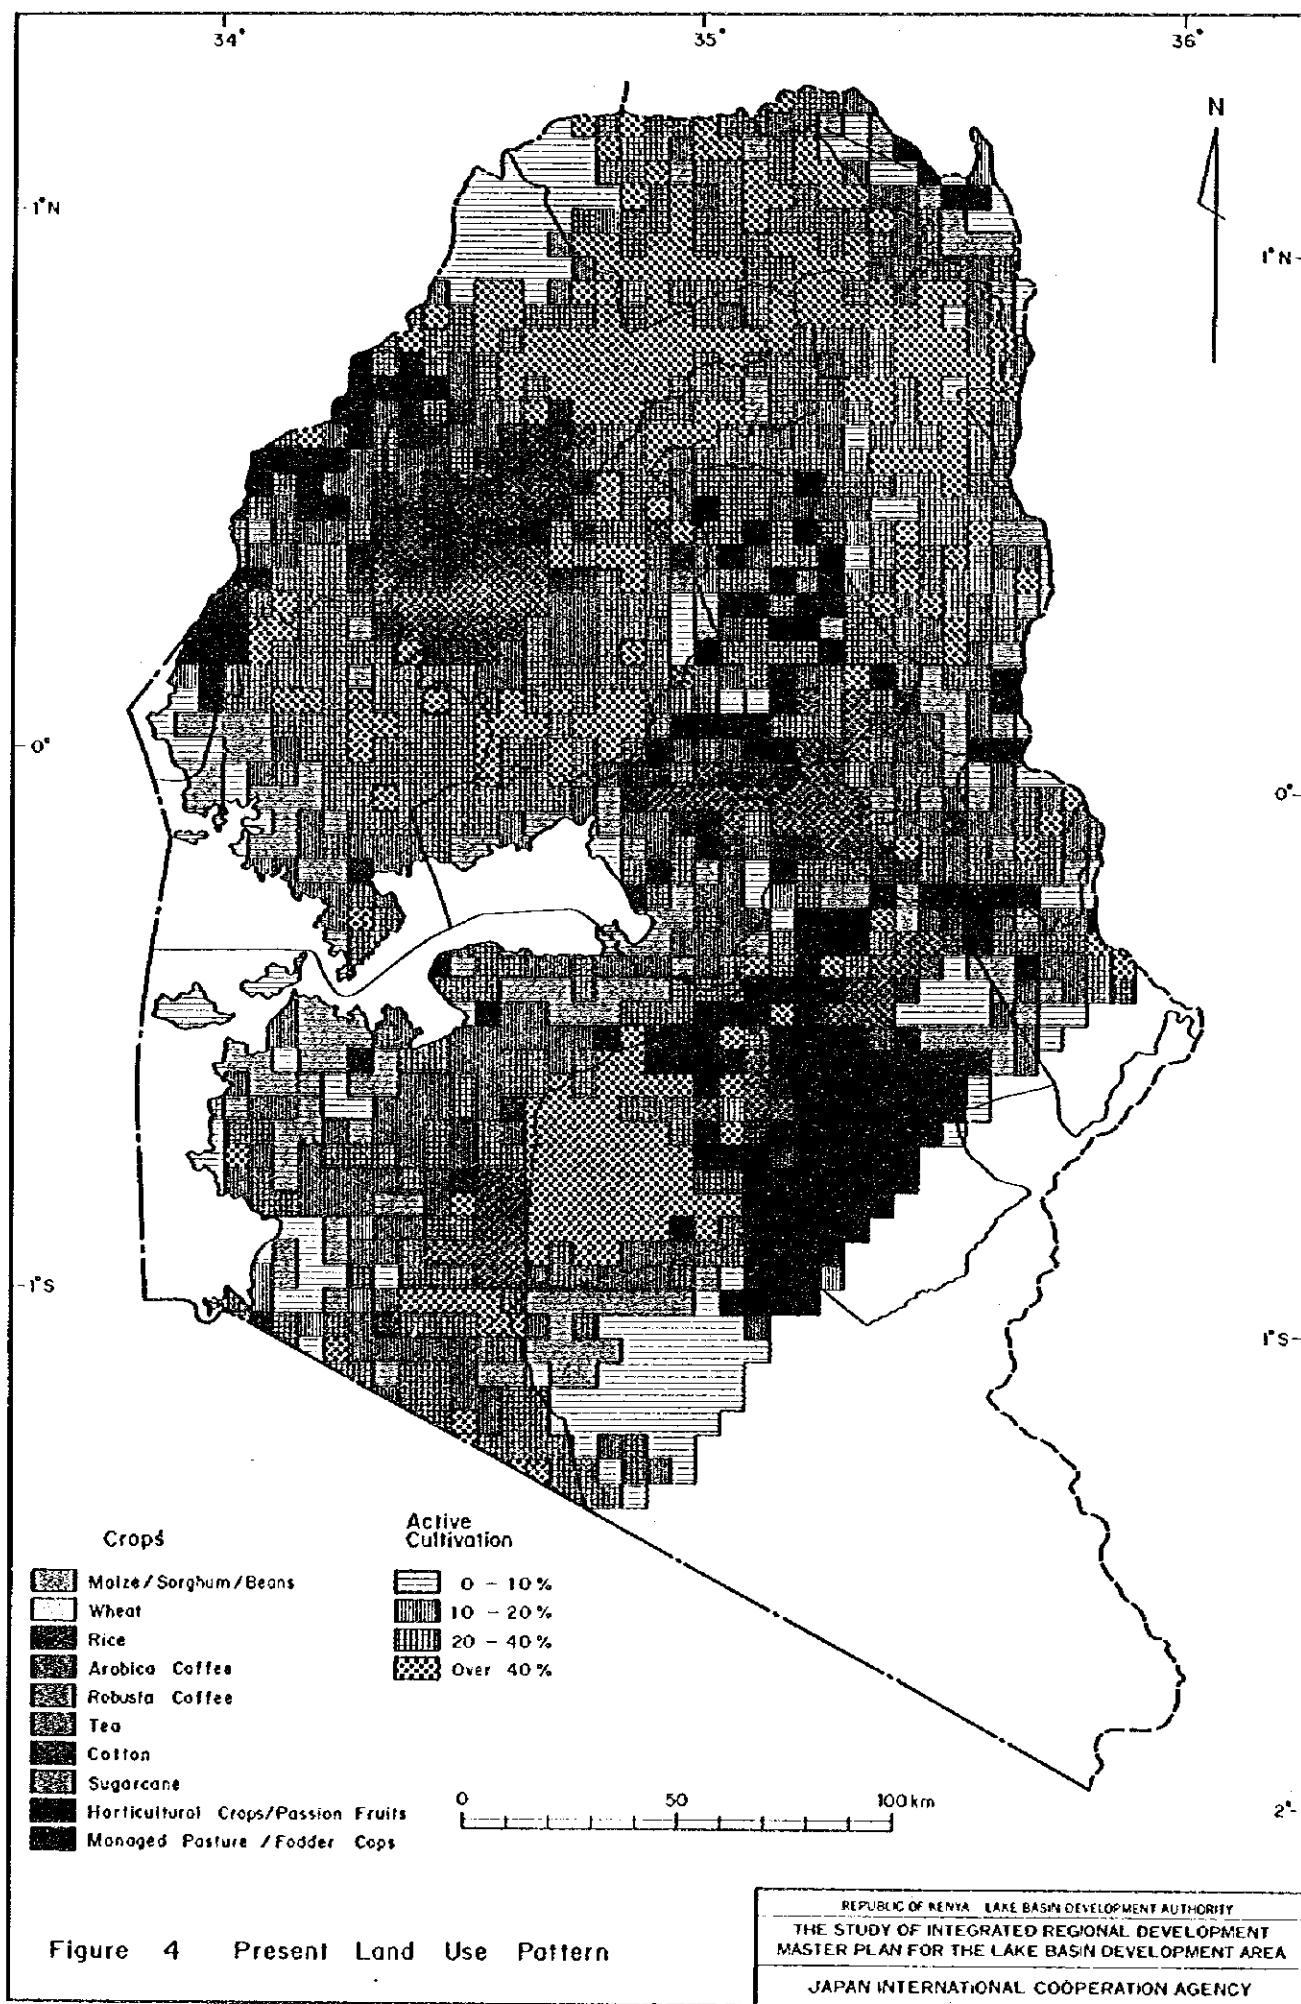 34°
35°
36°
N
1°N
1°N
0°
0°
1°S
1°S
2°
Crops
Maize/Sorghum/Beans
Wheat
Rice
Arabica Coffee
Robusta Coffee
Tea
Cotton
Sugarcane
Horticultural Crops/Passion Fruits
Managed Pasture /Fodder Cops
Active
Cultivation
0 - 10%
10 - 20%
20 - 40%
Over 40%
0 50 100km
Figure 4 Present Land Use Pattern
REPUBLIC OF KENYA LAKE BASIN DEVELOPMENT AUTHORITY
THE STUDY OF INTEGRATED REGIONAL DEVELOPMENT
MASTER PLAN FOR THE LAKE BASIN DEVELOPMENT AREA
JAPAN INTERNATIONAL COOPERATION AGENCY